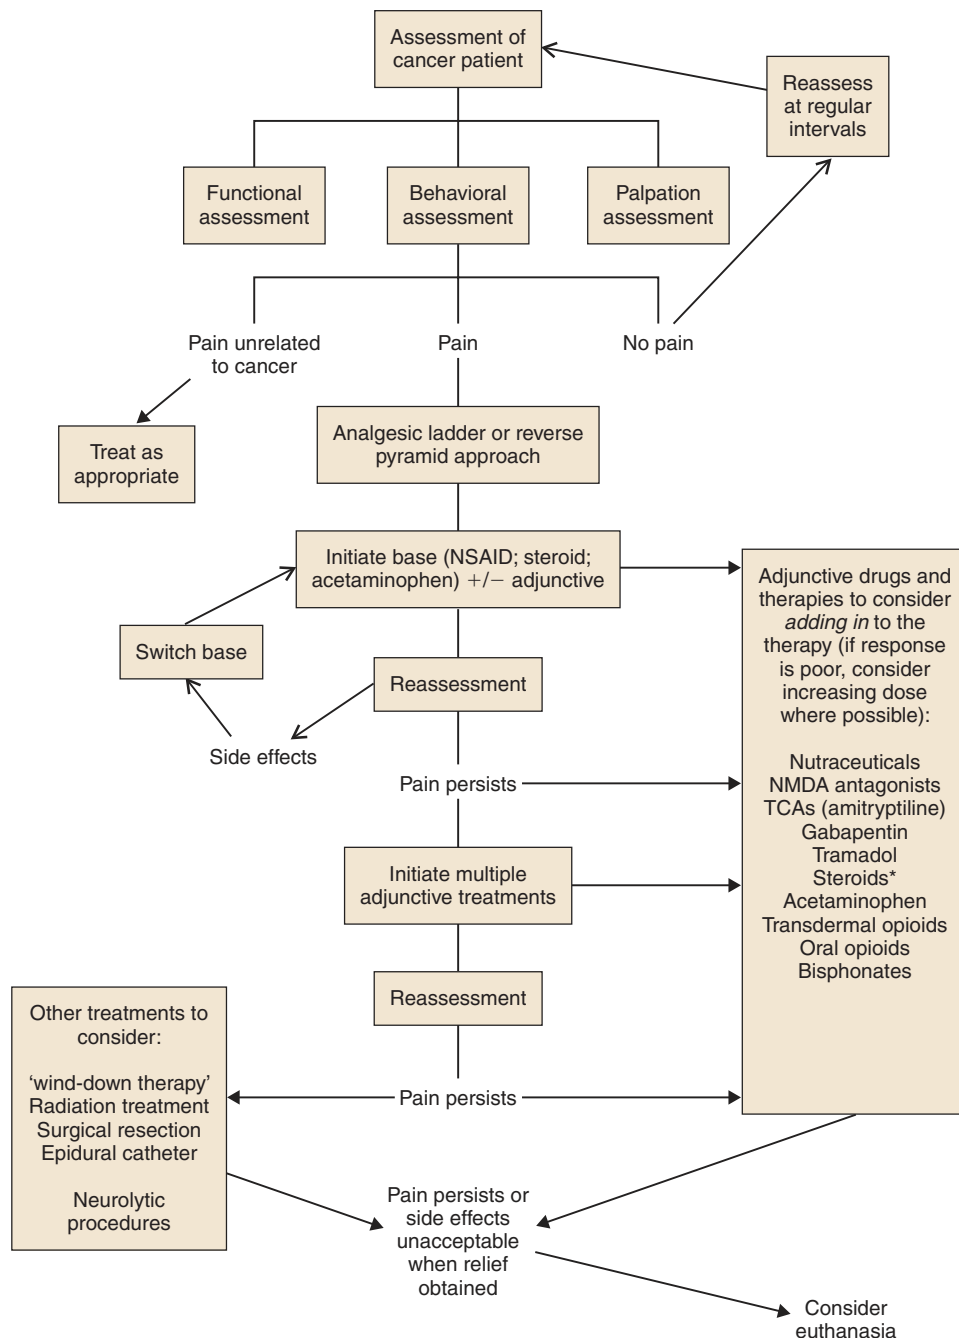 Assessment of
cancer patient
Reassess
at regular
intervals
Functional
assessment
Behavioral
assessment
Palpation
assessment
Pain unrelated
to cancer
Pain
No pain
Treat as
appropriate
Analgesic ladder or reverse
pyramid approach
Initiate base (NSAID; steroid;
acetaminophen) +/− adjunctive
Switch base
Reassessment
Side effects
Pain persists
Initiate multiple
adjunctive treatments
Reassessment
Pain persists
Adjunctive drugs and
therapies to consider
adding in to the
therapy (if response
is poor, consider
increasing dose
where possible):
Nutraceuticals
NMDA antagonists
TCAs (amitryptiline)
Gabapentin
Tramadol
Steroids*
Acetaminophen
Transdermal opioids
Oral opioids
Bisphonates
Other treatments to
consider:
‘wind-down therapy’
Radiation treatment
Surgical resection
Epidural catheter
Neurolytic
procedures
Pain persists or
side effects
unacceptable
when relief
obtained
Consider
euthanasia